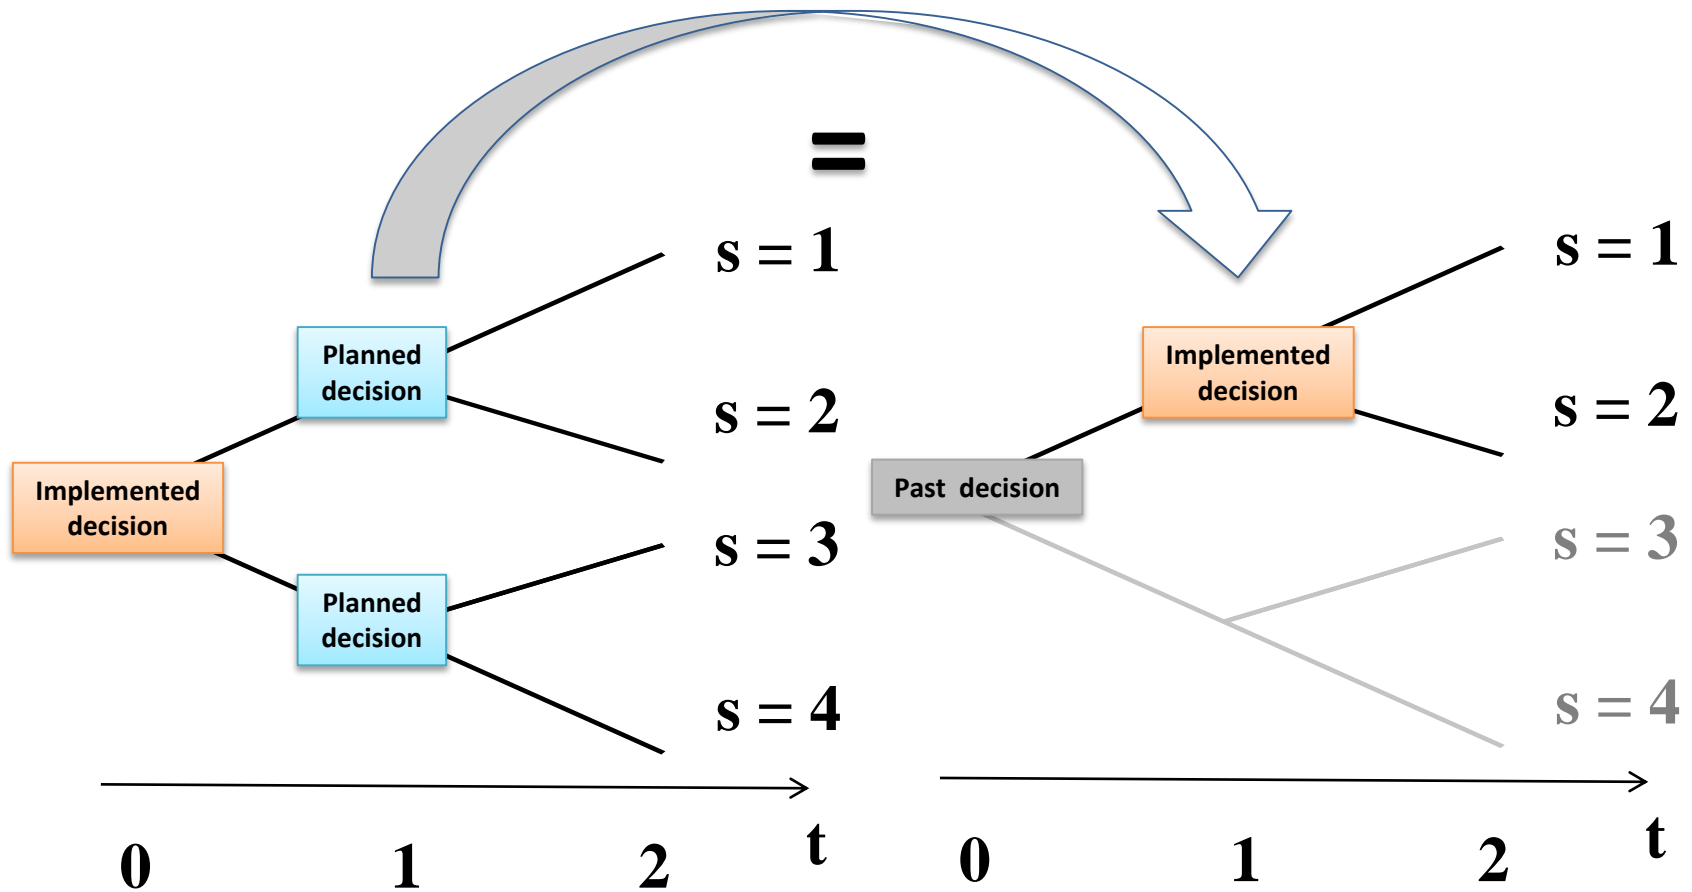 =
s = 1
Planned
decision
s = 2
Implemented
decision
s = 3
Planned
decision
s = 4
t
0 1 2
s = 1
Implemented
decision
s = 2
Past decision
s = 3
s = 4
t
0 1 2